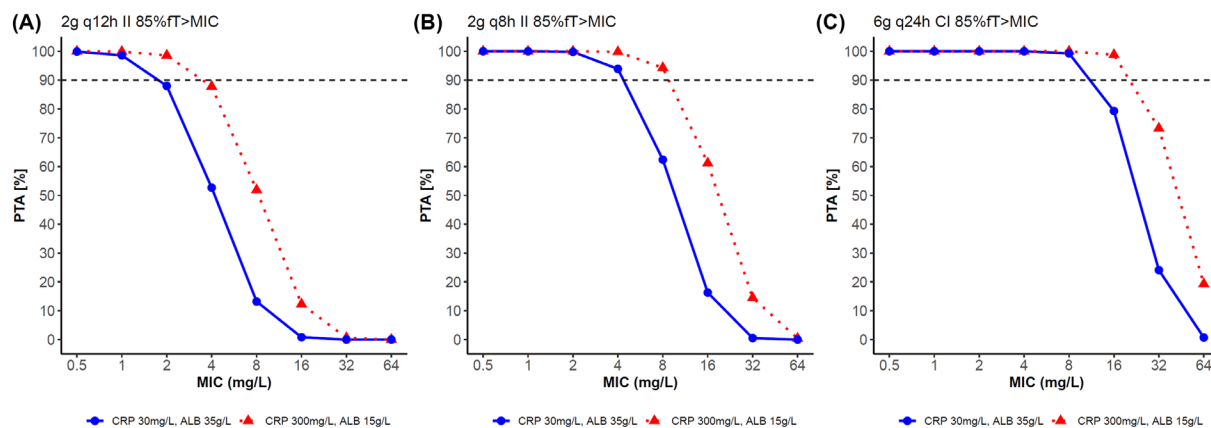 (A) 2g q12h II 85%fT>MIC
100
90
80
70
60
50
40
30
20
10
0
PTA [%]
0.5 1 2 4 8 16 32 64
MIC (mg/L)
CRP 30mg/L, ALB 35g/L CRP 300mg/L, ALB 15g/L
(B) 2g q8h II 85%fT>MIC
100
90
80
70
60
50
40
30
20
10
0
PTA [%]
0.5 1 2 4 8 16 32 64
MIC (mg/L)
CRP 30mg/L, ALB 35g/L CRP 300mg/L, ALB 15g/L
(C) 6g q24h CI 85%fT>MIC
100
90
80
70
60
50
40
30
20
10
0
PTA [%]
0.5 1 2 4 8 16 32 64
MIC (mg/L)
CRP 30mg/L, ALB 35g/L CRP 300mg/L, ALB 15g/L